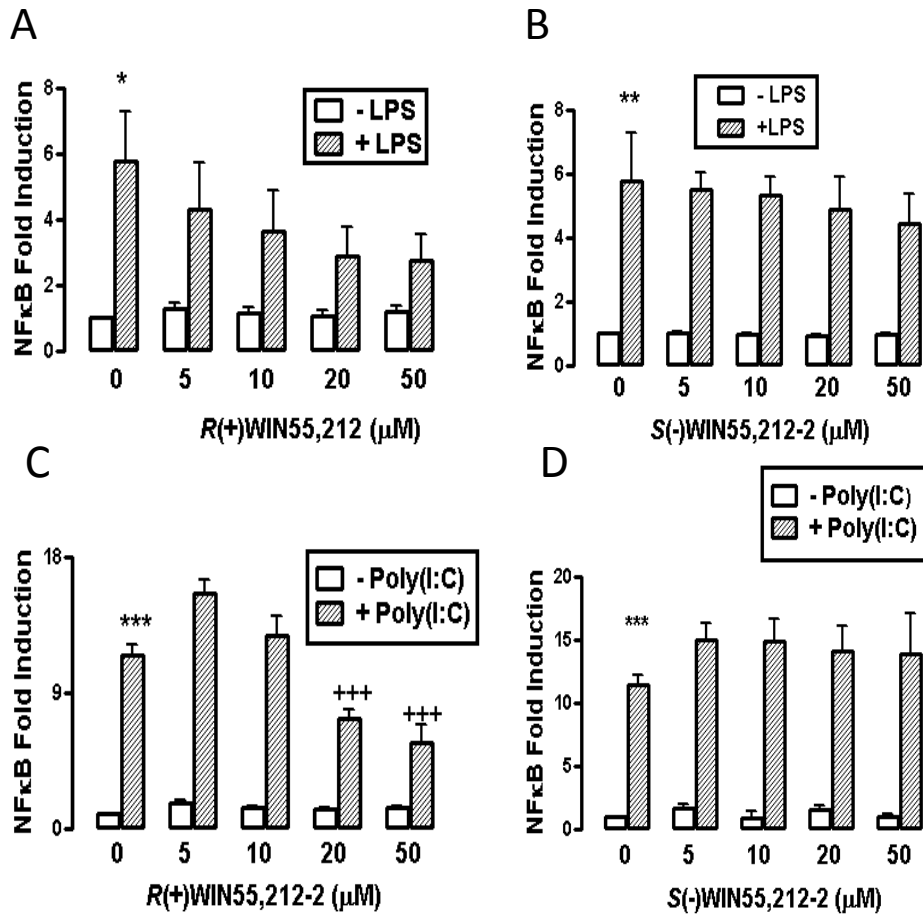 A
NFκB Fold Induction
8
6
4
2
0
*
- LPS
+ LPS
0 5 10 20 50
R(+)WIN55,212 (μM)
B
NFκB Fold Induction
8
6
4
2
0
**
- LPS
+LPS
0 5 10 20 50
S(-)WIN55,212-2 (μM)
C
NFκB Fold Induction
18
9
0
***
+++
+++
- Poly(I:C)
+ Poly(I:C)
0 5 10 20 50
R(+)WIN55,212-2 (μM)
D
- Poly(I:C)
+ Poly(I:C)
NFκB Fold Induction
20
15
10
5
0
***
0 5 10 20 50
S(-)WIN55,212-2 (μM)